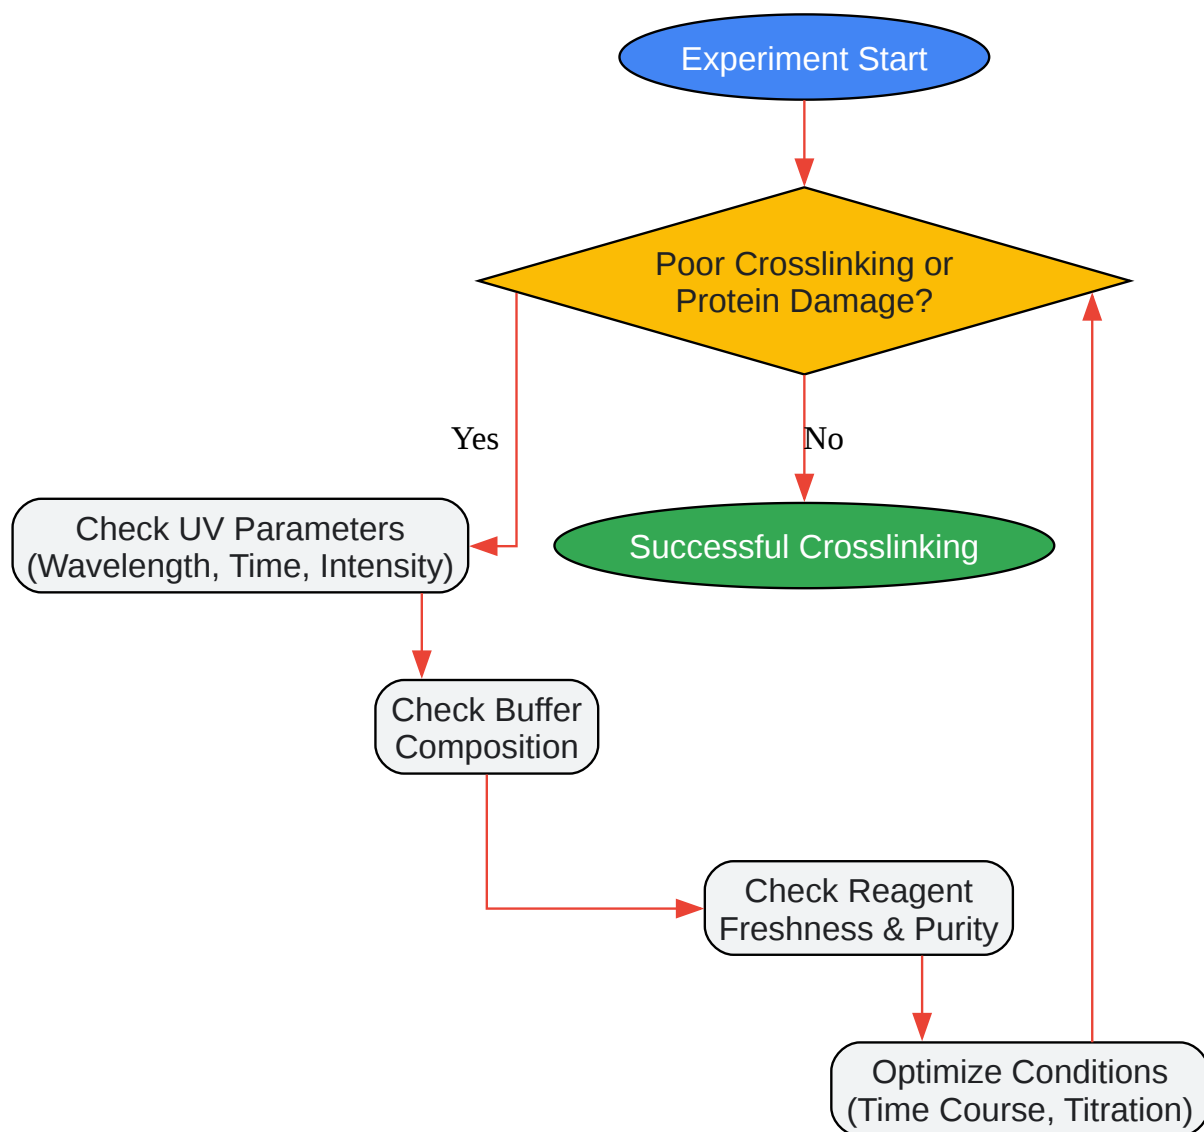 Experiment Start
Poor Crosslinking or
Protein Damage?
Yes
No
Check UV Parameters
(Wavelength, Time, Intensity)
Successful Crosslinking
Check Buffer
Composition
Check Reagent
Freshness & Purity
Optimize Conditions
(Time Course, Titration)